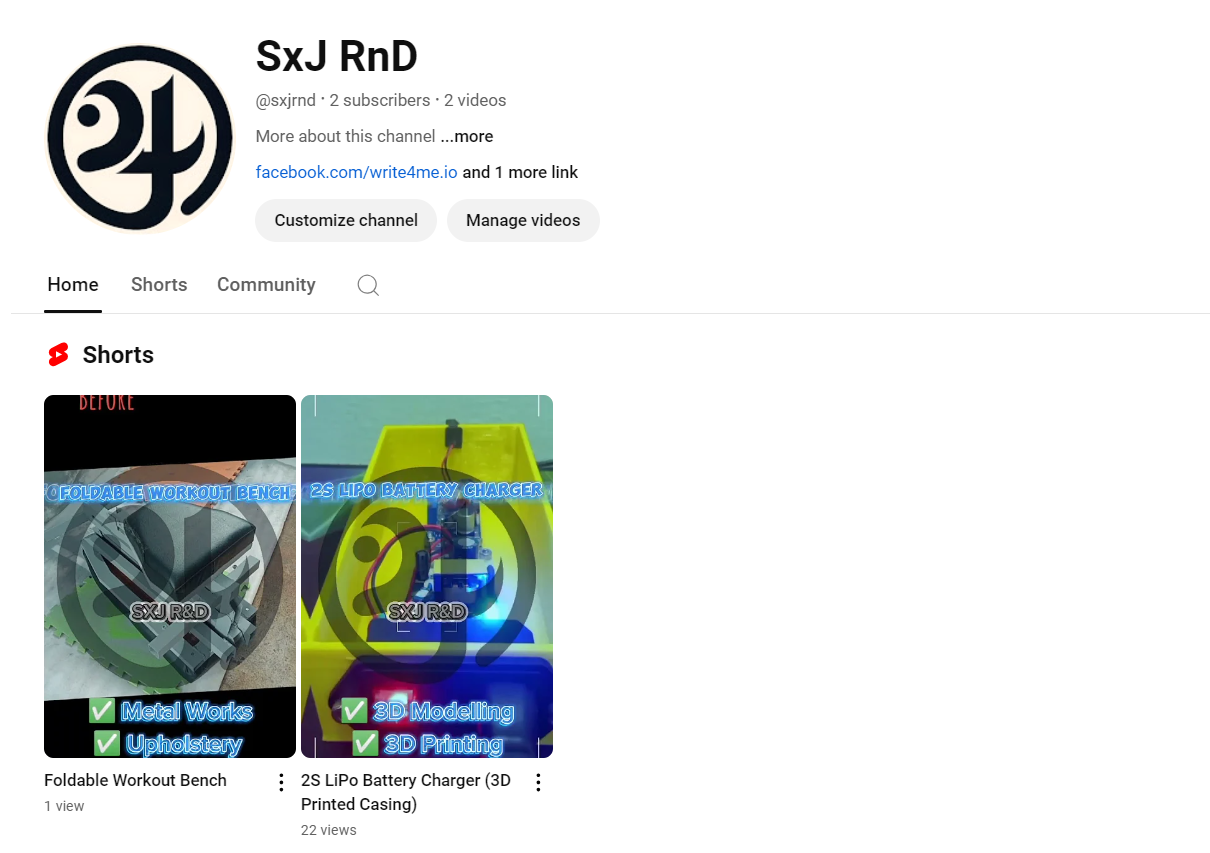 SxJ RnD
@sxjrnd · 2 subscribers · 2 videos
More about this channel ...more
facebook.com/write4me.io and 1 more link
Customize channel
Manage videos
Home
Shorts
Community
Shorts
BEFORE
FOLDABLE WORKOUT BENCH
SXJ R&D
✅ Metal Works
✅ Upholstery
Foldable Workout Bench
1 view
2S LIPO BATTERY CHARGER
SXJ R&D
✅ 3D Modelling
✅ 3D Printing
2S LiPo Battery Charger (3D
Printed Casing)
22 views